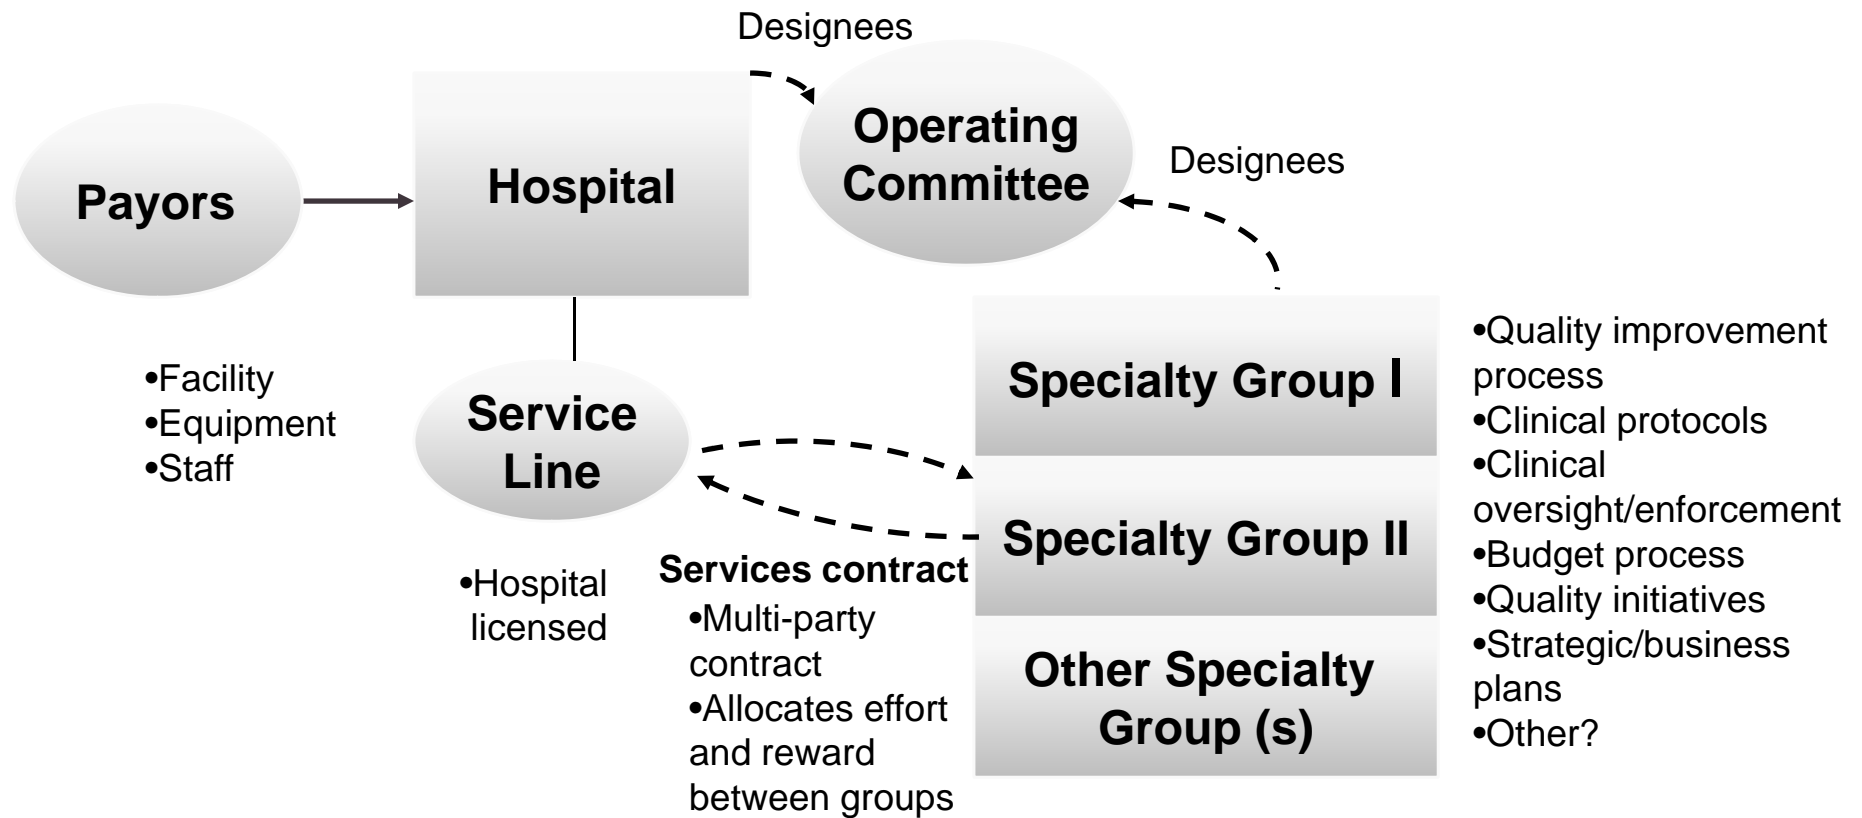 Designees
Operating
Committee
Designees
Payors
Hospital
•Facility
•Equipment
•Staff
Service
Line
•Hospital
licensed
Services contract
•Multi-party
contract
•Allocates effort
and reward
between groups
Specialty Group I
Specialty Group II
Other Specialty
Group (s)
•Quality improvement
process
•Clinical protocols
•Clinical
oversight/enforcement
•Budget process
•Quality initiatives
•Strategic/business
plans
•Other?